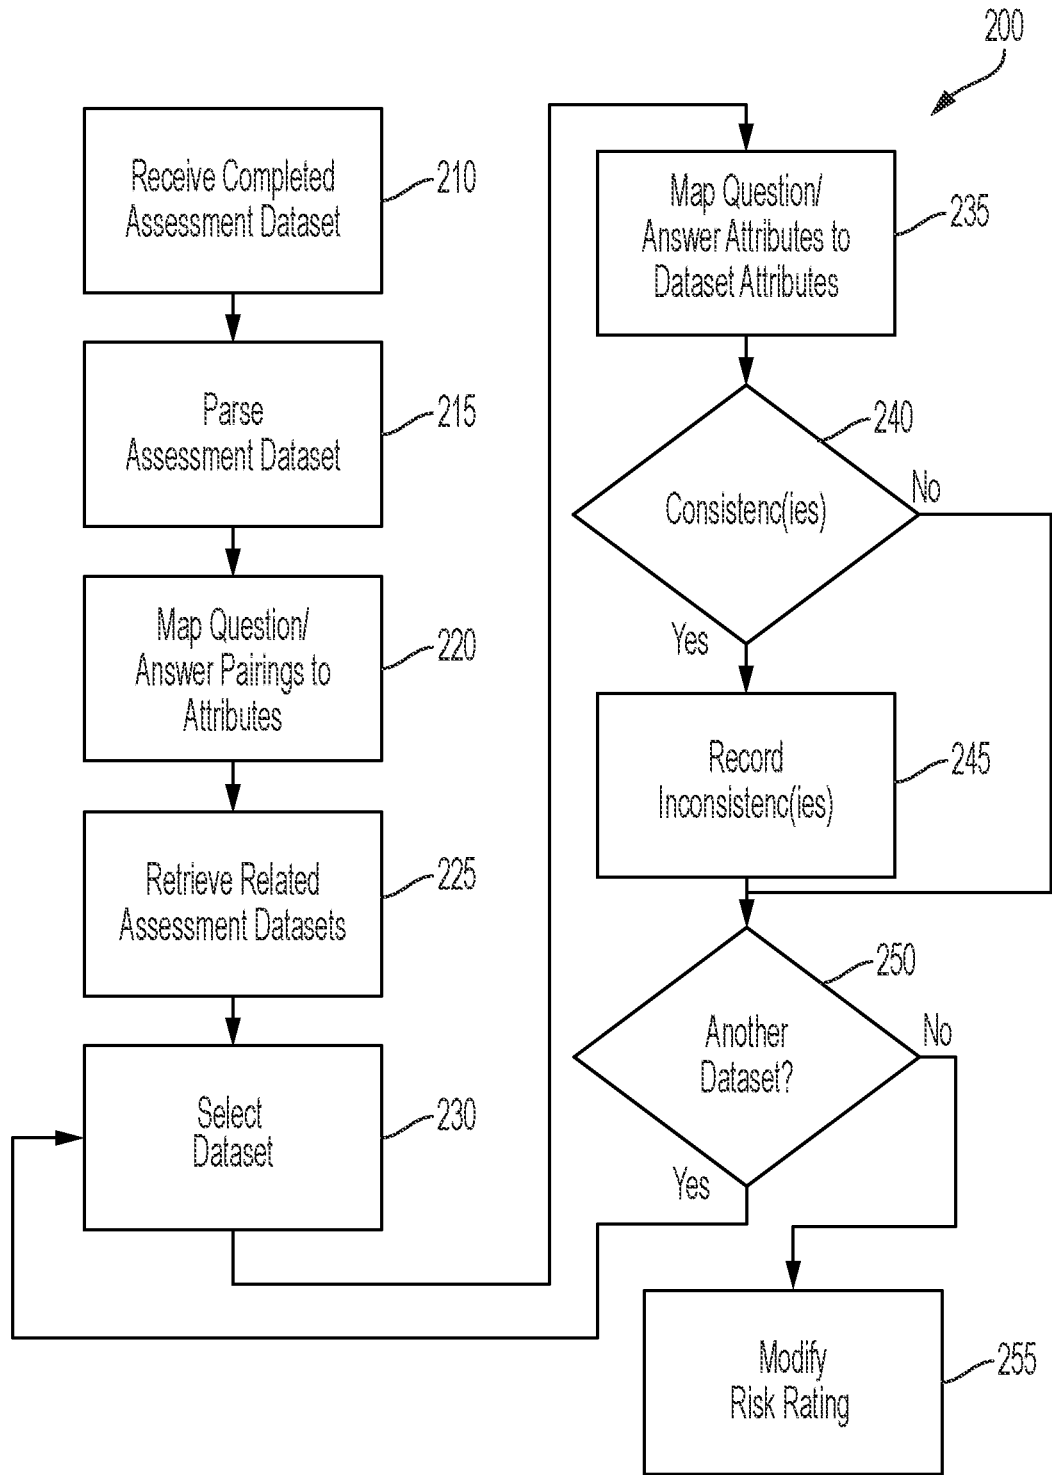 200
Receive Completed
Assessment Dataset
210
Parse
Assessment Dataset
215
Map Question/
Answer Pairings to
Attributes
220
Retrieve Related
Assessment Datasets
225
Select
Dataset
230
Map Question/
Answer Attributes to
Dataset Attributes
235
240
Consistenc(ies)
No
Yes
Record
Inconsistenc(ies)
245
250
Another
Dataset?
No
Yes
Modify
Risk Rating
255